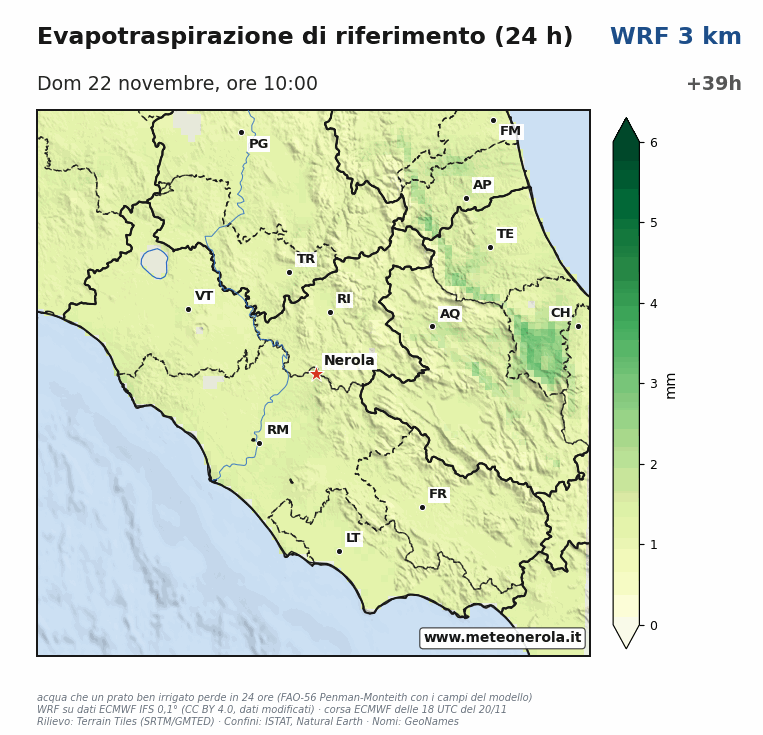 Evapotraspirazione di riferimento (24 h) WRF 3 km
Dom 22 novembre, ore 10:00 +39h
FM
PG
AP
TE
TR
VT
RI
AQ
CH
Nerola
RM
FR
LT
www.meteonerola.it
6
5
4
3
2
1
0
mm
acqua che un prato ben irrigato perde in 24 ore (FAO-56 Penman-Monteith con i campi del modello)
WRF su dati ECMWF IFS 0,1° (CC BY 4.0, dati modificati) · corsa ECMWF delle 18 UTC del 20/11
Rilievo: Terrain Tiles (SRTM/GMTED) · Confini: ISTAT, Natural Earth · Nomi: GeoNames